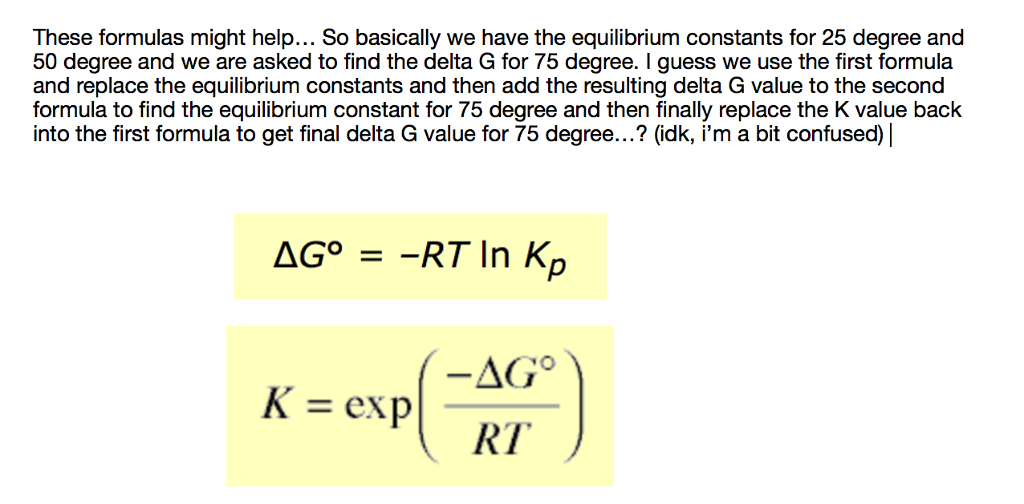 These formulas might help... So basically we have the equilibrium constants for 25 degree and
50 degree and we are asked to find the delta G for 75 degree. I guess we use the first formula
and replace the equilibrium constants and then add the resulting delta G value to the second
formula to find the equilibrium constant for 75 degree and then finally replace the K value back
into the first formula to get final delta G value for 75 degree...? (idk, i'm a bit confused)
ΔG° = −RT ln Kp
K = exp(−ΔG°/RT)